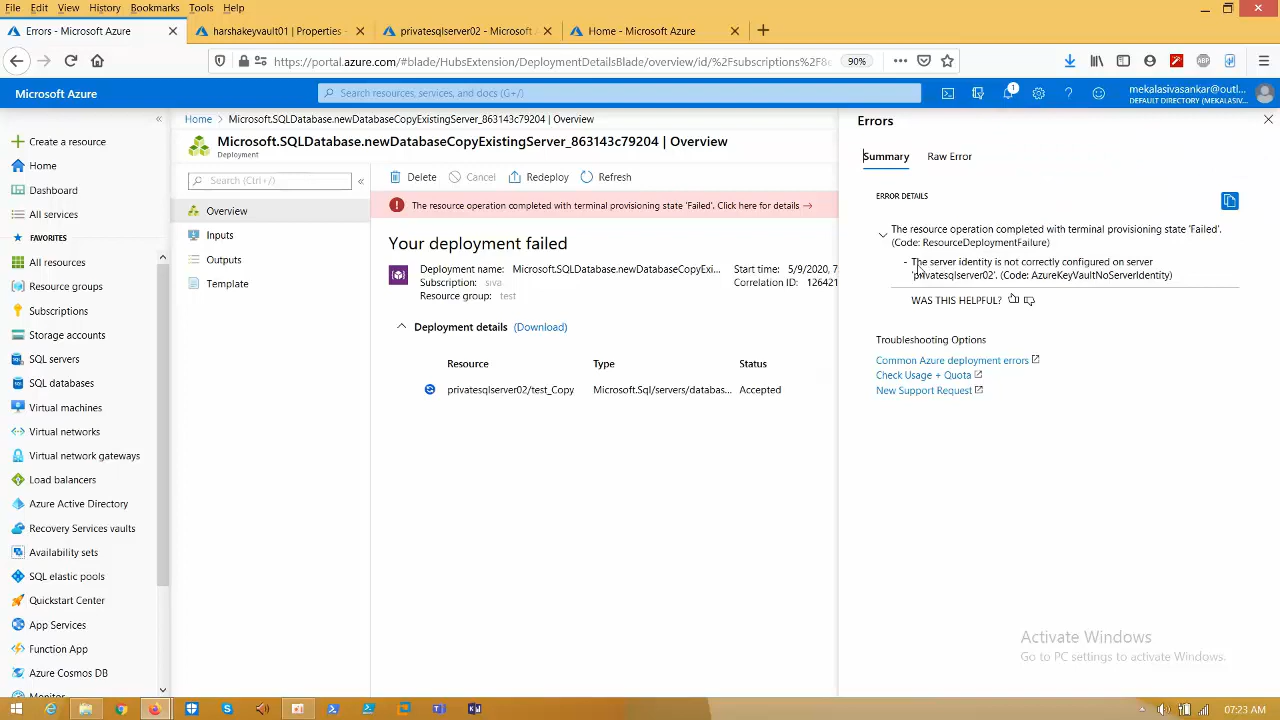 File Edit View History Bookmarks Tools Help
Errors - Microsoft Azure
harshakeyvault01 | Properties -
privatesqlserver02 - Microsoft
Home - Microsoft Azure
https://portal.azure.com/#blade/HubsExtension/DeploymentDetailsBlade/overview/id/%2Fsubscriptions%2F8
90%
Microsoft Azure
Search resources, services, and docs (G+/)
1
mekalasivasankar@outl...
DEFAULT DIRECTORY (MEKALASIV...
Create a resource
Home
Dashboard
All services
FAVORITES
All resources
Resource groups
Subscriptions
Storage accounts
SQL servers
SQL databases
Virtual machines
Virtual networks
Virtual network gateways
Load balancers
Azure Active Directory
Recovery Services vaults
Availability sets
SQL elastic pools
Quickstart Center
App Services
Function App
Azure Cosmos DB
Monitor
Home > Microsoft.SQLDatabase.newDatabaseCopyExistingServer_863143c79204 | Overview
Microsoft.SQLDatabase.newDatabaseCopyExistingServer_863143c79204 | Overview
Deployment
Search (Ctrl+/)
Overview
Inputs
Outputs
Template
Delete Cancel Redeploy Refresh
The resource operation completed with terminal provisioning state 'Failed'. Click here for details →
Your deployment failed
Deployment name: Microsoft.SQLDatabase.newDatabaseCopyExi...
Subscription: siva
Resource group: test
Start time: 5/9/2020, 7
Correlation ID: 126421
Deployment details (Download)
Resource Type Status
privatesqlserver02/test_Copy Microsoft.Sql/servers/databas... Accepted
Errors
Summary Raw Error
ERROR DETAILS
The resource operation completed with terminal provisioning state 'Failed'.
(Code: ResourceDeploymentFailure)
- The server identity is not correctly configured on server
'privatesqlserver02'. (Code: AzureKeyVaultNoServerIdentity)
WAS THIS HELPFUL?
Troubleshooting Options
Common Azure deployment errors
Check Usage + Quota
New Support Request
Activate Windows
Go to PC settings to activate Windows.
07:23 AM